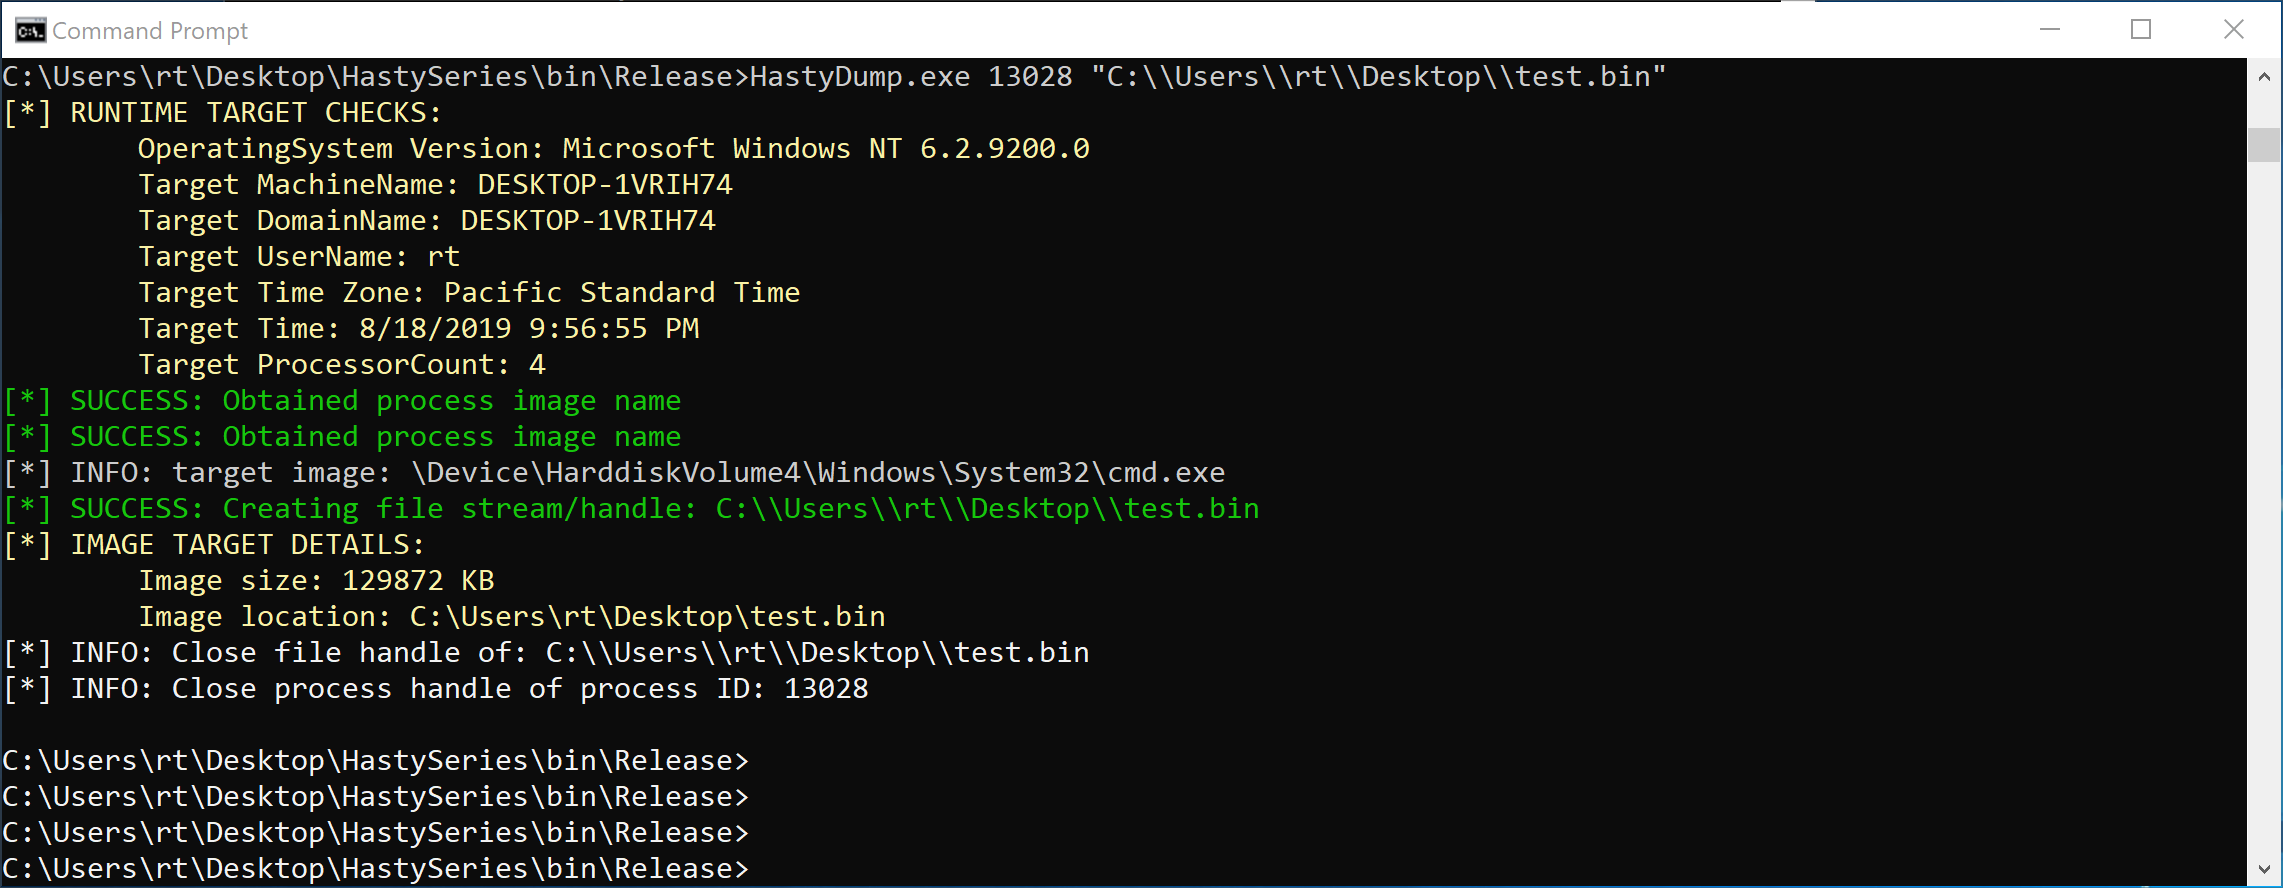 Command Prompt
C:\Users\rt\Desktop\HastySeries\bin\Release>HastyDump.exe 13028 "C:\\Users\\rt\\Desktop\\test.bin"
[*] RUNTIME TARGET CHECKS:
OperatingSystem Version: Microsoft Windows NT 6.2.9200.0
Target MachineName: DESKTOP-1VRIH74
Target DomainName: DESKTOP-1VRIH74
Target UserName: rt
Target Time Zone: Pacific Standard Time
Target Time: 8/18/2019 9:56:55 PM
Target ProcessorCount: 4
[*] SUCCESS: Obtained process image name
[*] SUCCESS: Obtained process image name
[*] INFO: target image: \Device\HarddiskVolume4\Windows\System32\cmd.exe
[*] SUCCESS: Creating file stream/handle: C:\\Users\\rt\\Desktop\\test.bin
[*] IMAGE TARGET DETAILS:
Image size: 129872 KB
Image location: C:\Users\rt\Desktop\test.bin
[*] INFO: Close file handle of: C:\\Users\\rt\\Desktop\\test.bin
[*] INFO: Close process handle of process ID: 13028
C:\Users\rt\Desktop\HastySeries\bin\Release>
C:\Users\rt\Desktop\HastySeries\bin\Release>
C:\Users\rt\Desktop\HastySeries\bin\Release>
C:\Users\rt\Desktop\HastySeries\bin\Release>